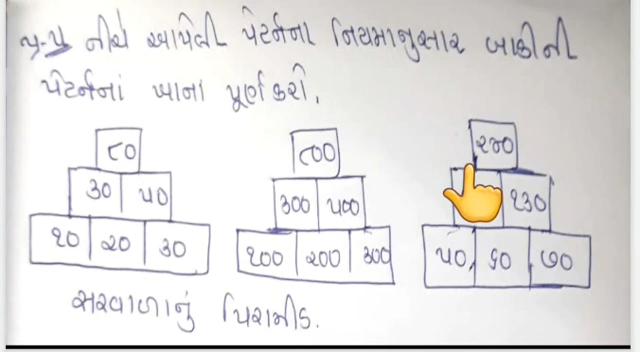 પ્ર-૫ નીચે આપેલી પેટર્નના નિયમાનુસાર બાકીની
પેટર્નનાં ખાનાં પૂર્ણ કરો.
૮૦ ૮૦૦ ૨૪૦
૩૦ ૫૦ ૩૦૦ ૫૦૦ ૧૩૦
૧૦ ૨૦ ૩૦ ૧૦૦ ૨૦૦ ૩૦૦ ૫૦ ૬૦ ૭૦
સરવાળાનું પિરામીડ.